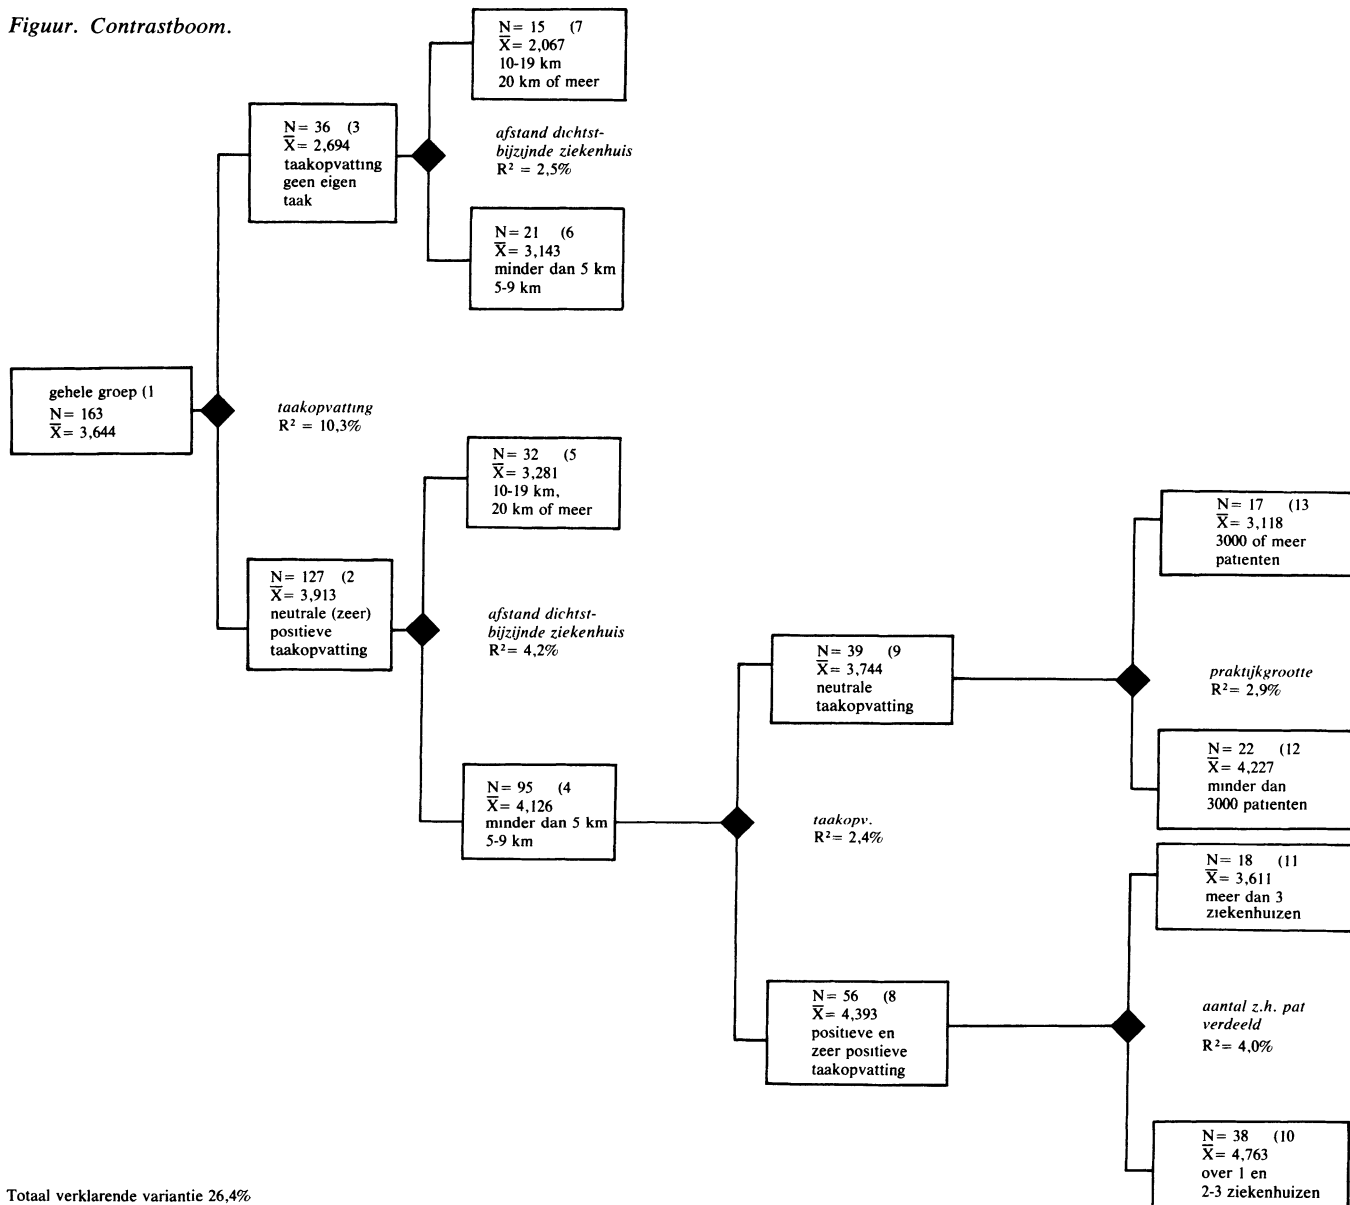 Figuur. Contrastboom.
N = 15 (7
X̅ = 2,067
10-19 km
20 km of meer
N = 36 (3
X̅ = 2,694
taakopvatting
geen eigen
taak
afstand dichtst-
bijzijnde ziekenhuis
R² = 2,5%
N = 21 (6
X̅ = 3,143
minder dan 5 km
5-9 km
gehele groep (1
N = 163
X̅ = 3,644
taakopvatting
R² = 10,3%
N = 32 (5
X̅ = 3,281
10-19 km,
20 km of meer
N = 127 (2
X̅ = 3,913
neutrale (zeer)
positieve
taakopvatting
afstand dichtst-
bijzijnde ziekenhuis
R² = 4,2%
N = 95 (4
X̅ = 4,126
minder dan 5 km
5-9 km
N = 39 (9
X̅ = 3,744
neutrale
taakopvatting
taakopv.
R² = 2,4%
N = 56 (8
X̅ = 4,393
positieve en
zeer positieve
taakopvatting
N = 17 (13
X̅ = 3,118
3000 of meer
patienten
praktijkgrootte
R² = 2,9%
N = 22 (12
X̅ = 4,227
minder dan
3000 patienten
N = 18 (11
X̅ = 3,611
meer dan 3
ziekenhuizen
aantal z.h. pat
verdeeld
R² = 4,0%
N = 38 (10
X̅ = 4,763
over 1 en
2-3 ziekenhuizen
Totaal verklarende variantie 26,4%